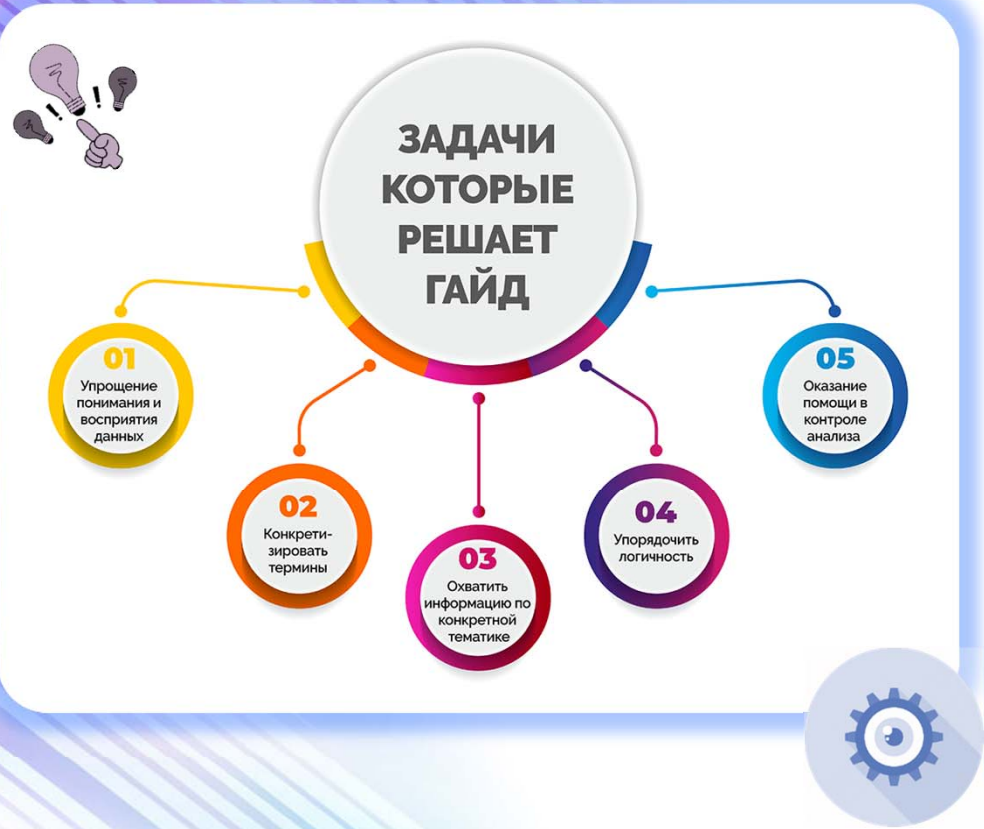 ЗАДАЧИ
КОТОРЫЕ
РЕШАЕТ
ГАЙД
01
Упрощение
понимания и
восприятия
данных
02
Конкрети-
зировать
термины
03
Охватить
информацию по
конкретной
тематике
04
Упорядочить
логичность
05
Оказание
помощи в
контроле
анализа